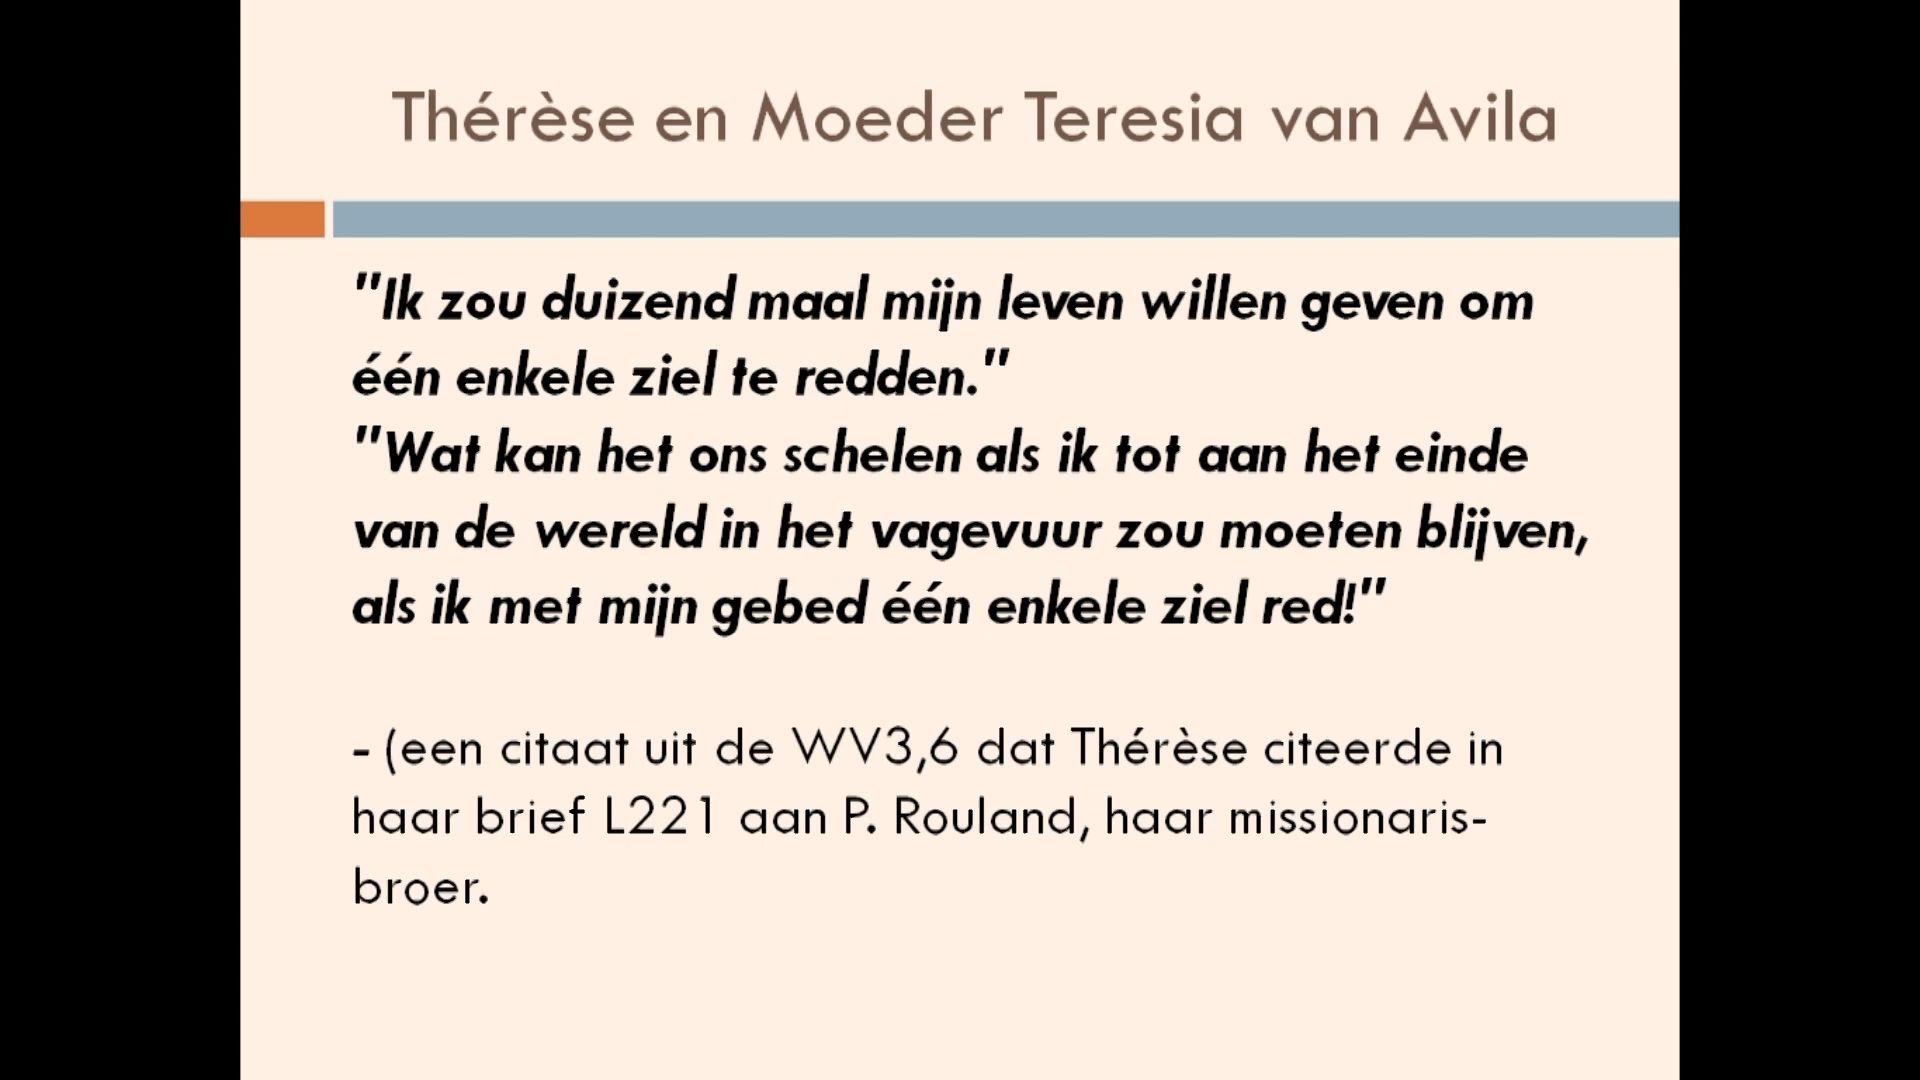 Thérèse en Moeder Teresia van Avila
"Ik zou duizend maal mijn leven willen geven om
één enkele ziel te redden."
"Wat kan het ons schelen als ik tot aan het einde
van de wereld in het vagevuur zou moeten blijven,
als ik met mijn gebed één enkele ziel red!"
- (een citaat uit de WV3,6 dat Thérèse citeerde in
haar brief L221 aan P. Rouland, haar missionaris-
broer.